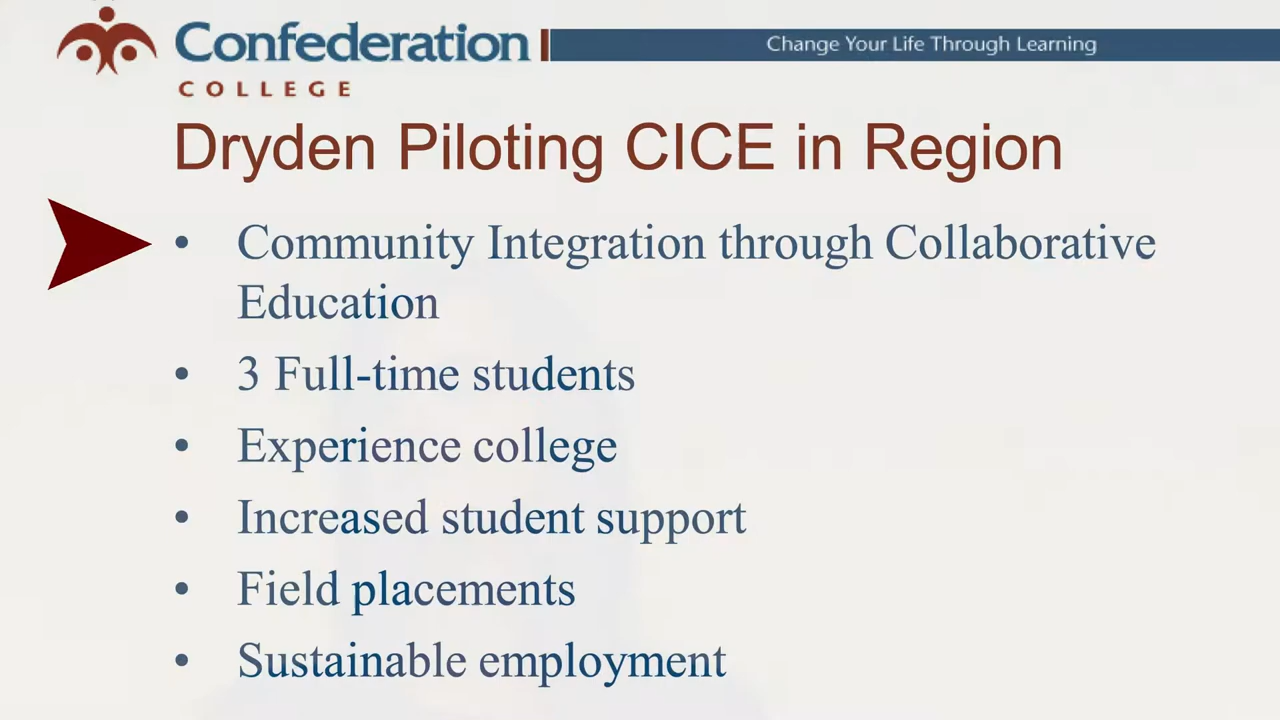 Confederation
COLLEGE
Change Your Life Through Learning
Dryden Piloting CICE in Region
• Community Integration through Collaborative
Education
• 3 Full-time students
• Experience college
• Increased student support
• Field placements
• Sustainable employment